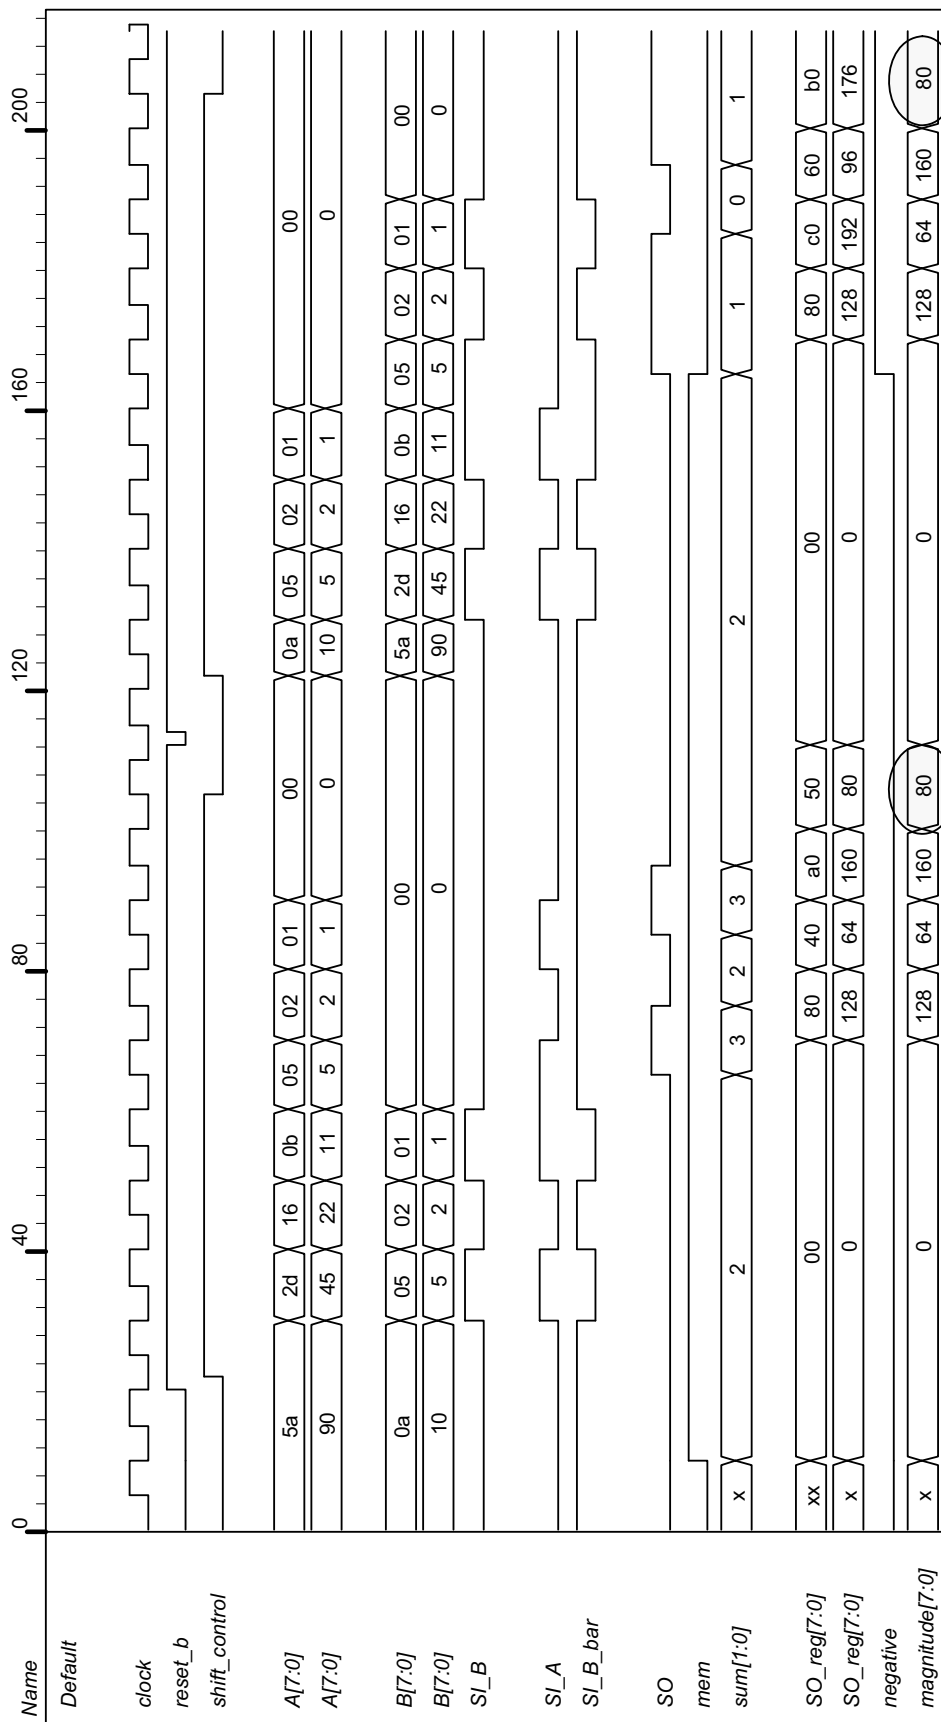 Name 0 40 80 120 160 200
Default
clock
reset_b
shift_control
A[7:0] 5a 2d 16 0b 05 02 01 00 0a 05 02 01 00
A[7:0] 90 45 22 11 5 2 1 0 10 5 2 1 0
B[7:0] 0a 05 02 01 00 5a 2d 16 0b 05 02 01 00
B[7:0] 10 5 2 1 0 90 45 22 11 5 2 1 0
SI_B
SI_A
SI_B_bar
SO
mem
sum[1:0] x 2 3 2 3 2 1 0 1
SO_reg[7:0] xx 00 80 40 a0 50 00 80 c0 60 b0
SO_reg[7:0] x 0 128 64 160 80 0 128 192 96 176
negative
magnitude[7:0] x 0 128 64 160 80 0 128 64 160 80